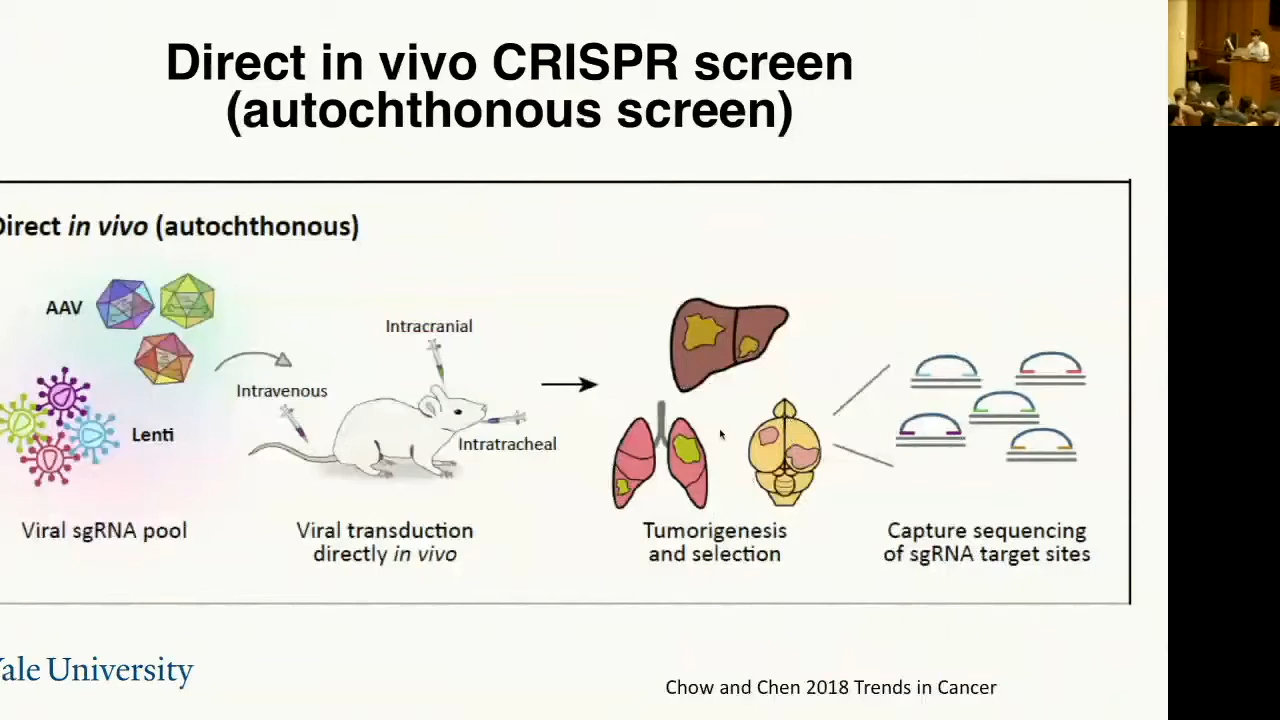 Direct in vivo CRISPR screen
(autochthonous screen)
Direct in vivo (autochthonous)
AAV
Lenti
Intracranial
Intravenous
Intratracheal
Viral sgRNA pool
Viral transduction
directly in vivo
Tumorigenesis
and selection
Capture sequencing
of sgRNA target sites
Yale University
Chow and Chen 2018 Trends in Cancer